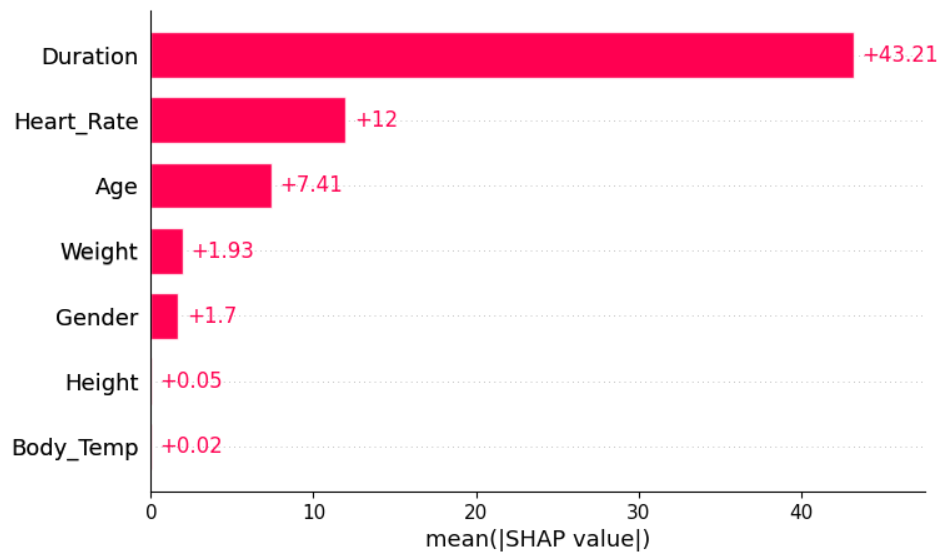 Duration +43.21
Heart_Rate +12
Age +7.41
Weight +1.93
Gender +1.7
Height +0.05
Body_Temp +0.02
0 10 20 30 40
mean(|SHAP value|)